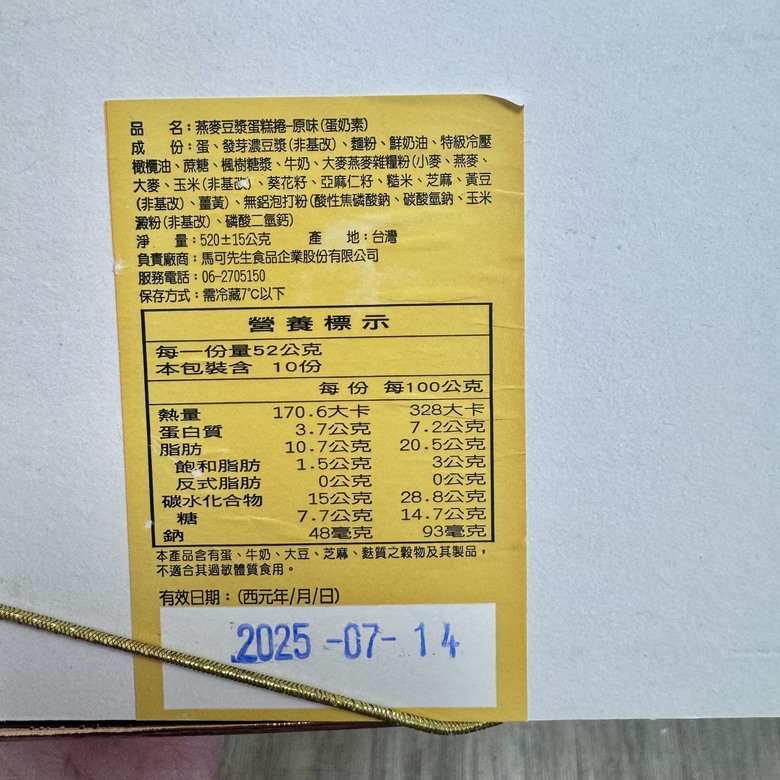 品　　名：燕麥豆漿蛋糕捲-原味(蛋奶素)
成　　份：蛋、發芽濃豆漿(非基改)、麵粉、鮮奶油、特級冷壓
橄欖油、蔗糖、楓樹糖漿、牛奶、大麥燕麥雜糧粉(小麥、燕麥、
大麥、玉米(非基改)、葵花籽、亞麻仁籽、糙米、芝麻、黃豆
(非基改)、薑黃)、無鋁泡打粉(酸性焦磷酸鈉、碳酸氫鈉、玉米
澱粉(非基改)、磷酸二氫鈣)
淨　　量：520±15公克　　產　　地：台灣
負責廠商：馬可先生食品企業股份有限公司
服務電話：06-2705150
保存方式：需冷藏7℃以下
營養標示
每一份量52公克
本包裝含　10份
每份　每100公克
熱量　170.6大卡　328大卡
蛋白質　3.7公克　7.2公克
脂肪　10.7公克　20.5公克
飽和脂肪　1.5公克　3公克
反式脂肪　0公克　0公克
碳水化合物　15公克　28.8公克
糖　7.7公克　14.7公克
鈉　48毫克　93毫克
本產品含有蛋、牛奶、大豆、芝麻、麩質之穀物及其製品，
不適合其過敏體質食用。
有效日期：(西元年/月/日)
2025-07-14